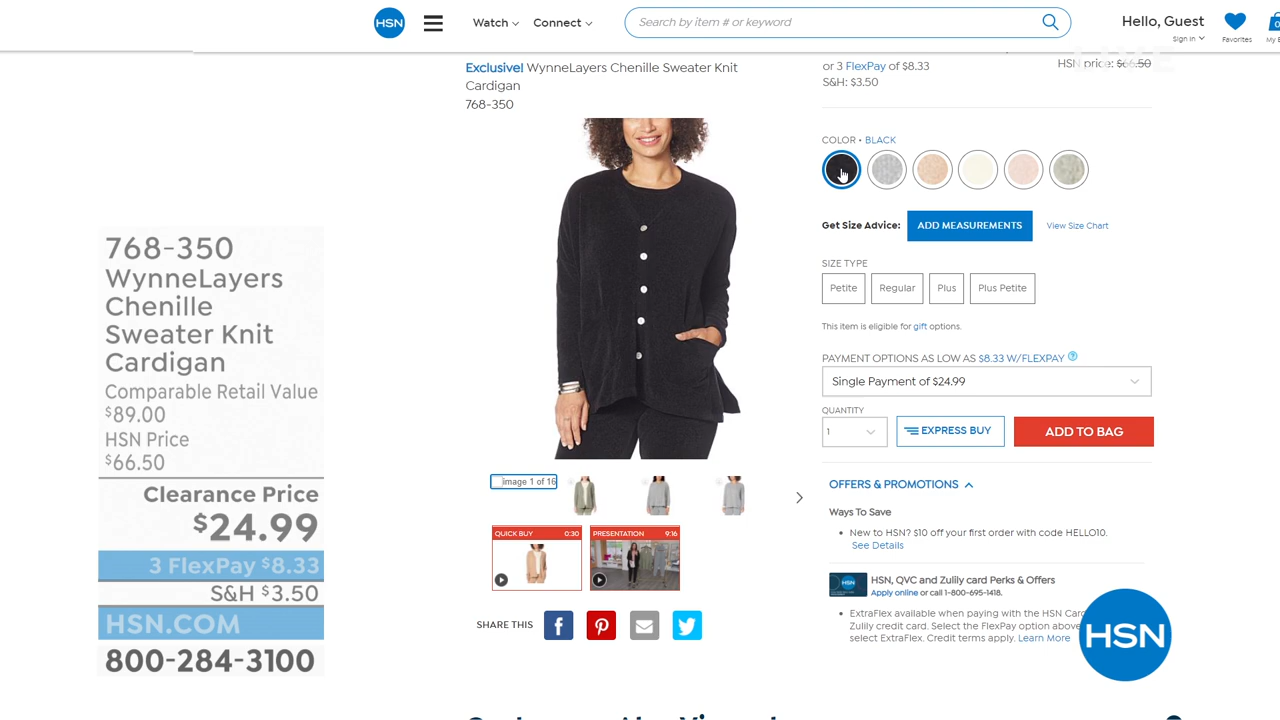 HSN
Watch
Connect
Search by item # or keyword
Hello, Guest
Sign In
Favorites
0
Exclusive! WynneLayers Chenille Sweater Knit
Cardigan
768-350
or 3 FlexPay of $8.33
S&H: $3.50
HSN price: $66.50
COLOR • BLACK
Get Size Advice:
ADD MEASUREMENTS
View Size Chart
SIZE TYPE
Petite
Regular
Plus
Plus Petite
This item is eligible for gift options.
PAYMENT OPTIONS AS LOW AS $8.33 W/FLEXPAY ?
Single Payment of $24.99
QUANTITY
1
EXPRESS BUY
ADD TO BAG
OFFERS & PROMOTIONS
Ways To Save
• New to HSN? $10 off your first order with code HELLO10.
See Details
HSN, QVC and Zulily card Perks & Offers
Apply online or call 1-800-695-1418.
• ExtraFlex available when paying with the HSN
Zulily credit card. Select the FlexPay option
select ExtraFlex. Credit terms apply. Learn More
HSN
image 1 of 16
QUICK BUY 0:30
PRESENTATION 9:16
SHARE THIS
768-350
WynneLayers
Chenille
Sweater Knit
Cardigan
Comparable Retail Value
$89.00
HSN Price
$66.50
Clearance Price
$24.99
3 FlexPay $8.33
S&H $3.50
HSN.COM
800-284-3100